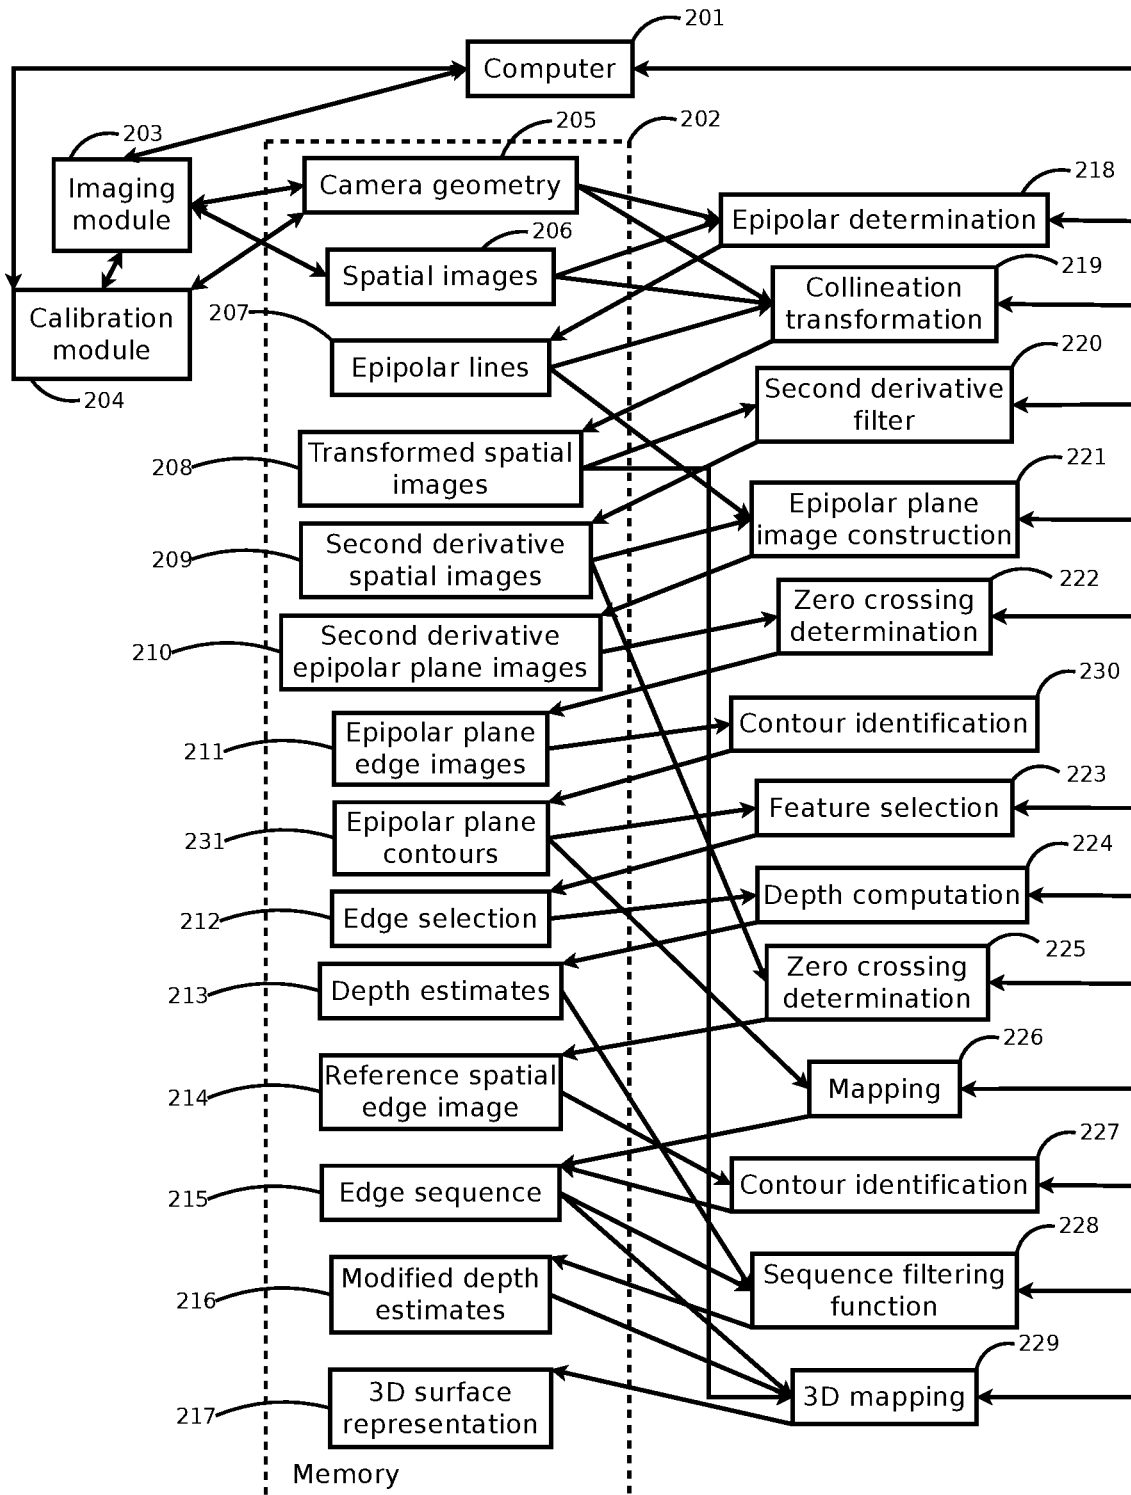 201
Computer
203
205
202
Imaging
module
Camera geometry
218
Epipolar determination
206
Spatial images
219
Collineation
transformation
Calibration
module
204
207
Epipolar lines
220
Second derivative
filter
208
Transformed spatial
images
221
Epipolar plane
image construction
209
Second derivative
spatial images
222
Zero crossing
determination
210
Second derivative
epipolar plane images
230
Contour identification
211
Epipolar plane
edge images
223
Feature selection
231
Epipolar plane
contours
224
Depth computation
212
Edge selection
225
Zero crossing
determination
213
Depth estimates
226
Mapping
214
Reference spatial
edge image
227
Contour identification
215
Edge sequence
228
Sequence filtering
function
216
Modified depth
estimates
229
3D mapping
217
3D surface
representation
Memory